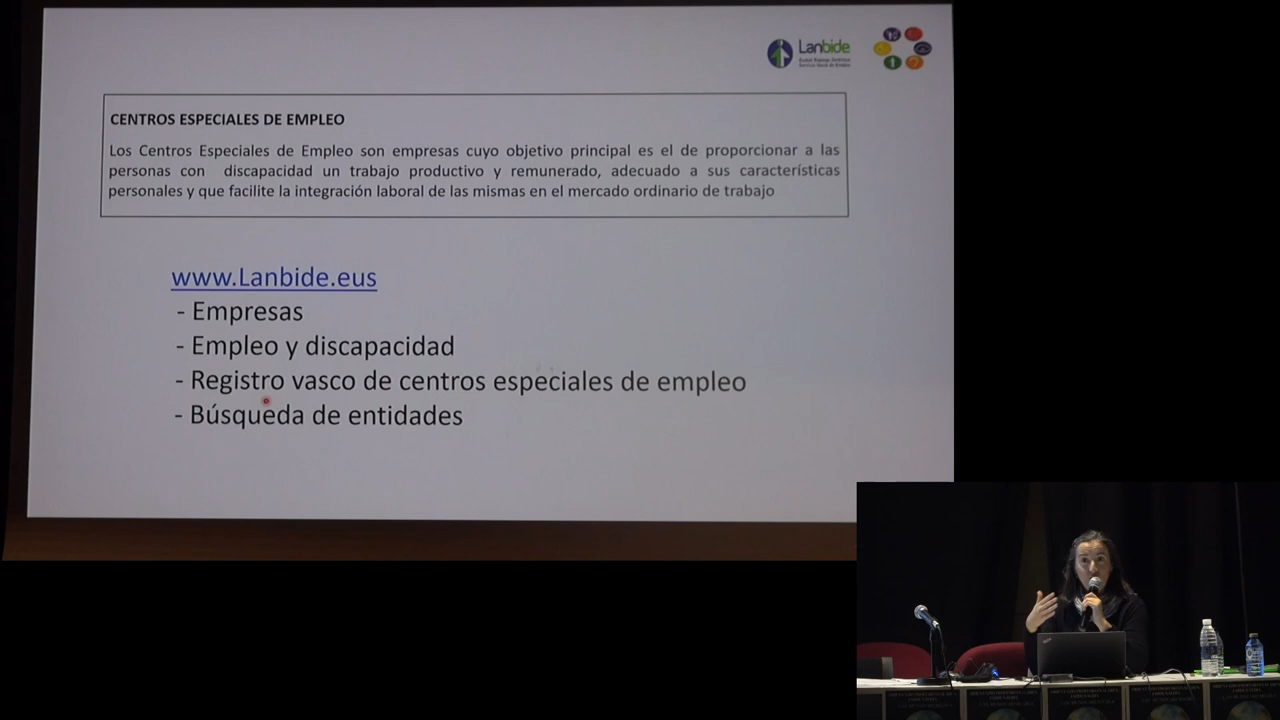 Lanbide
CENTROS ESPECIALES DE EMPLEO
Los Centros Especiales de Empleo son empresas cuyo objetivo principal es el de proporcionar a las
personas con discapacidad un trabajo productivo y remunerado, adecuado a sus características
personales y que facilite la integración laboral de las mismas en el mercado ordinario de trabajo
www.Lanbide.eus
- Empresas
- Empleo y discapacidad
- Registro vasco de centros especiales de empleo
- Búsqueda de entidades